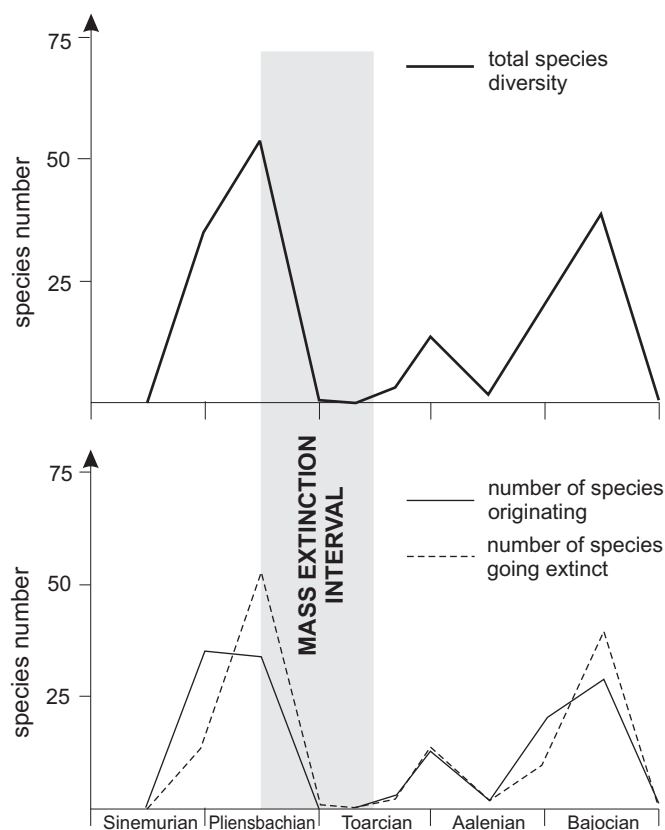 75
total species
diversity
50
25
species number
75
number of species
originating
number of species
going extinct
MASS EXTINCTION
INTERVAL
50
25
species number
Sinemurian Pliensbachian Toarcian Aalenian Bajocian